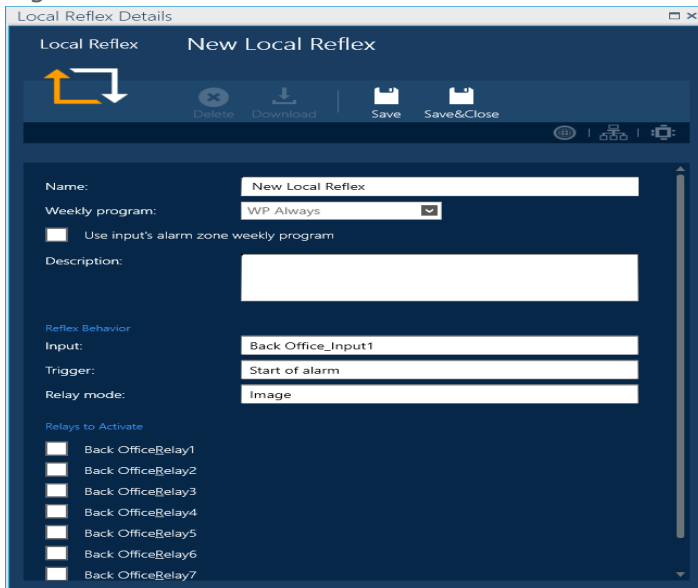 Local Reflex Details
Local Reflex
New Local Reflex
Delete
Download
Save
Save&Close
Name:
New Local Reflex
Weekly program:
WP Always
Use input's alarm zone weekly program
Description:
Reflex Behavior
Input:
Back Office_Input1
Trigger:
Start of alarm
Relay mode:
Image
Relays to Activate
Back OfficeRelay1
Back OfficeRelay2
Back OfficeRelay3
Back OfficeRelay4
Back OfficeRelay5
Back OfficeRelay6
Back OfficeRelay7